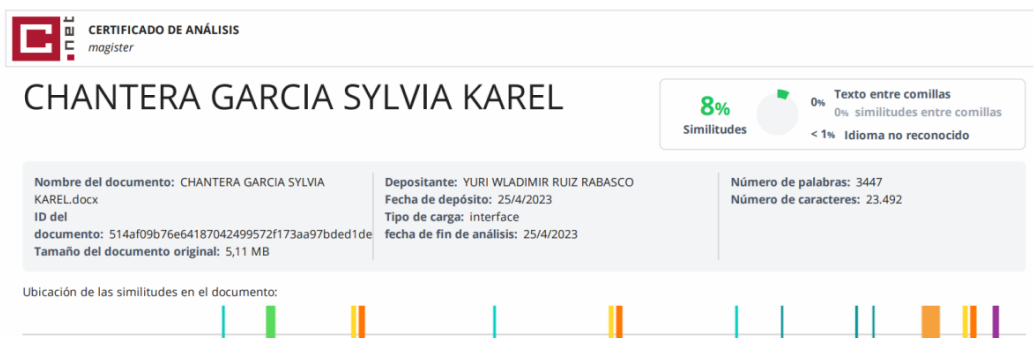 C.net
CERTIFICADO DE ANÁLISIS
magister
CHANTERA GARCIA SYLVIA KAREL
8%
Similitudes
0% Texto entre comillas
0% similitudes entre comillas
< 1% Idioma no reconocido
Nombre del documento: CHANTERA GARCIA SYLVIA
KAREL.docx
ID del
documento: 514af09b76e64187042499572f173aa97bded1de
Tamaño del documento original: 5,11 MB
Depositante: YURI WLADIMIR RUIZ RABASCO
Fecha de depósito: 25/4/2023
Tipo de carga: interface
fecha de fin de análisis: 25/4/2023
Número de palabras: 3447
Número de caracteres: 23.492
Ubicación de las similitudes en el documento: